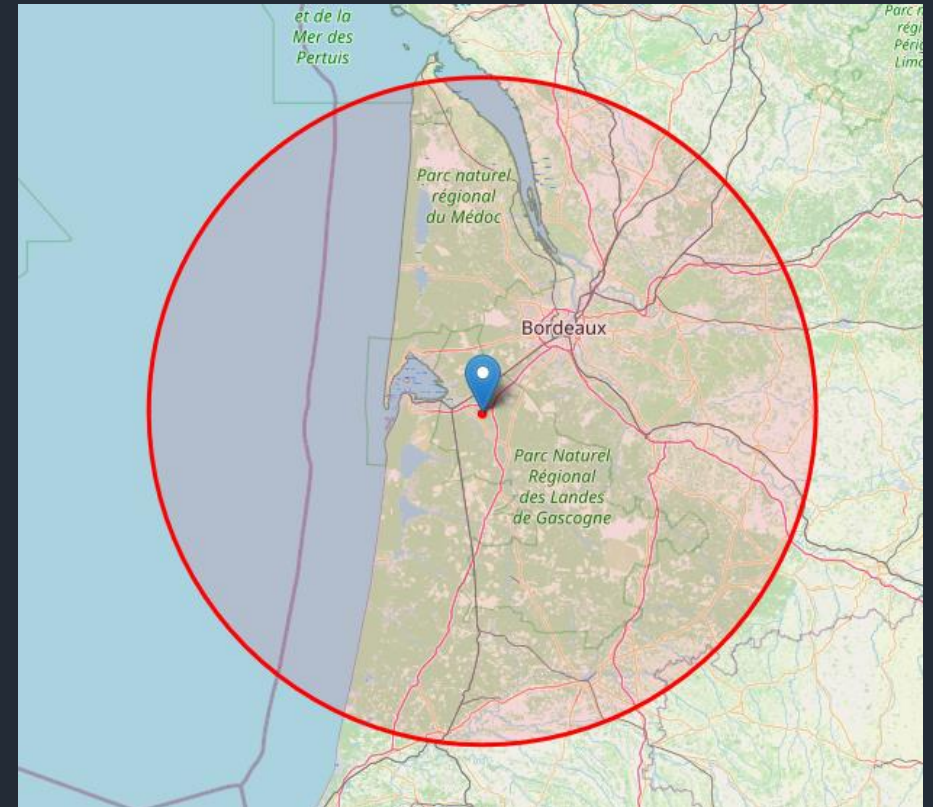 et de la
Mer des
Pertuis
Parc naturel
régional
du Médoc
Bordeaux
Parc Naturel
Régional
des Landes
de Gascogne